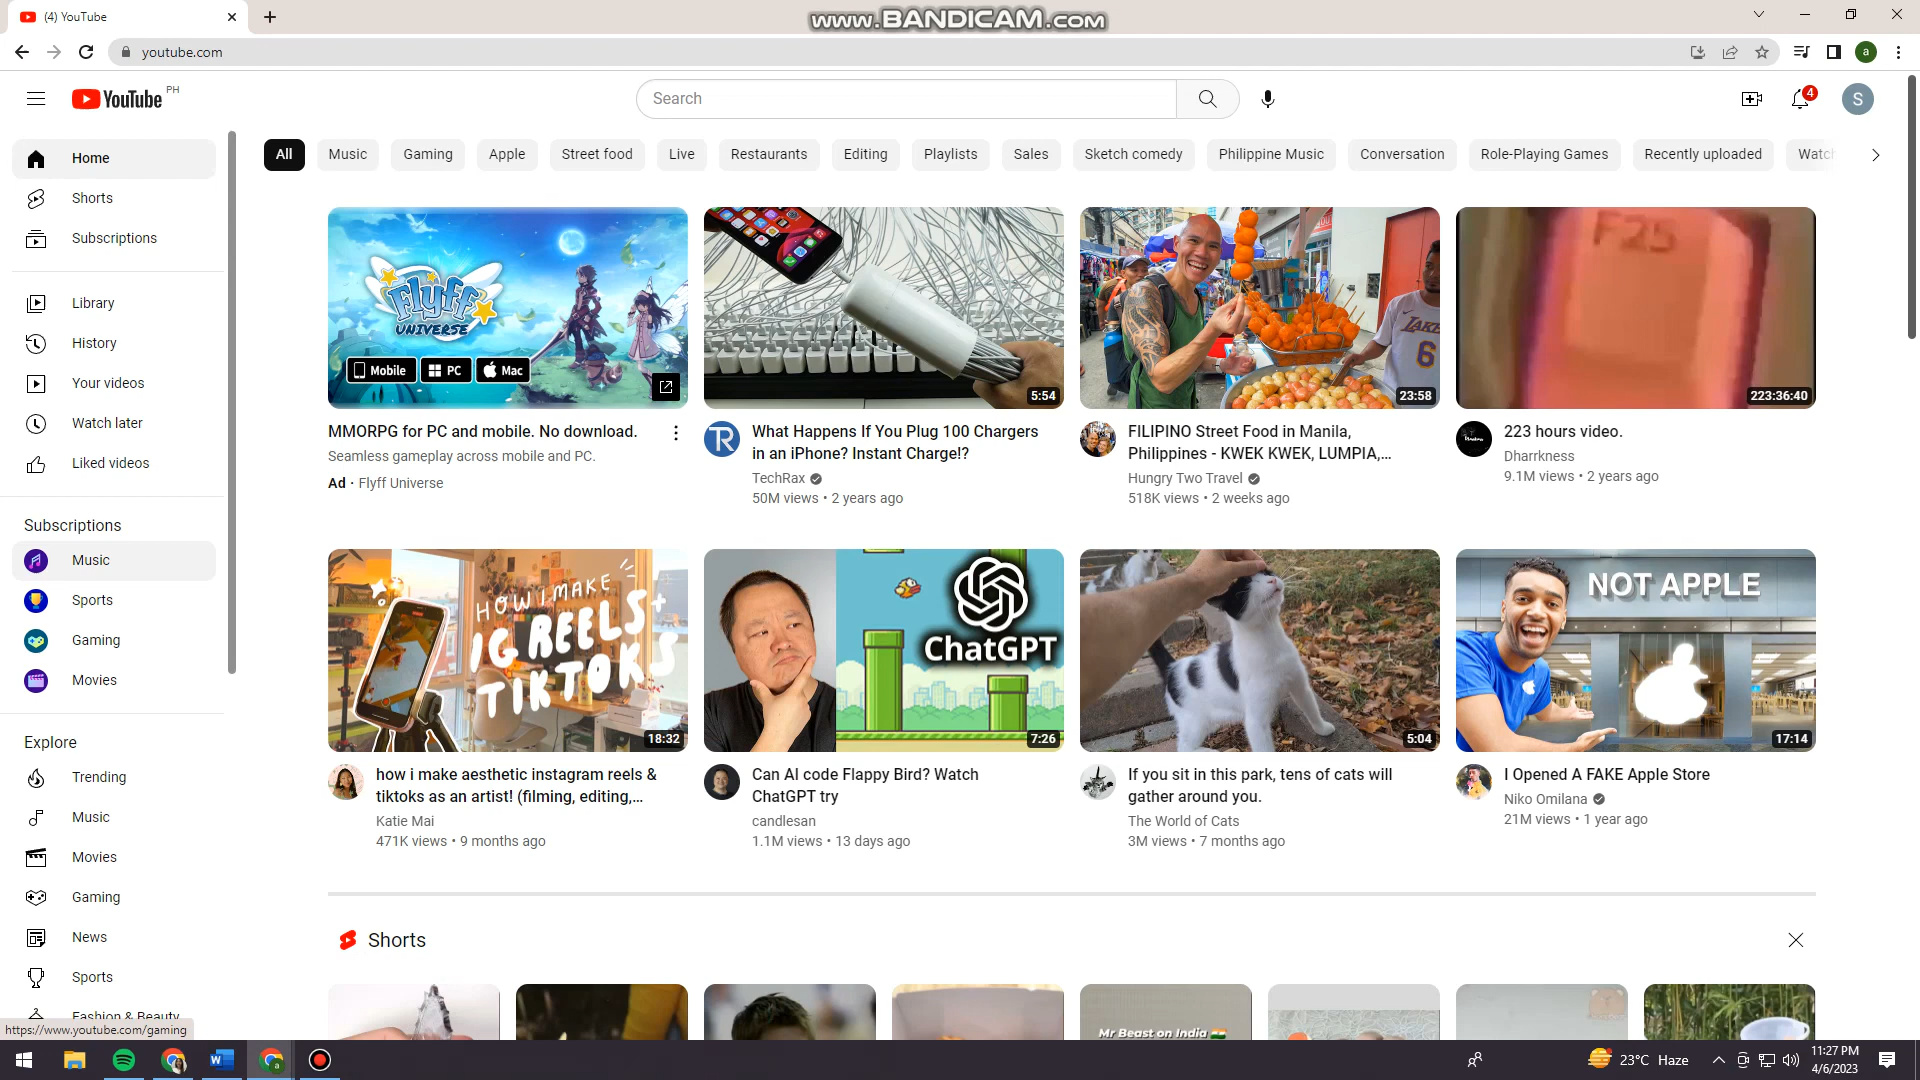 (4) YouTube
www.BANDICAM.com
youtube.com
YouTube PH
Search
4
S
a
Home
Shorts
Subscriptions
Library
History
Your videos
Watch later
Liked videos
Subscriptions
Music
Sports
Gaming
Movies
Explore
Trending
Music
Movies
Gaming
News
Sports
Fashion & Beauty
https://www.youtube.com/gaming
All
Music
Gaming
Apple
Street food
Live
Restaurants
Editing
Playlists
Sales
Sketch comedy
Philippine Music
Conversation
Role-Playing Games
Recently uploaded
Watch
Flyff
UNIVERSE
Mobile
PC
Mac
MMORPG for PC and mobile. No download.
Seamless gameplay across mobile and PC.
Ad · Flyff Universe
5:54
What Happens If You Plug 100 Chargers
in an iPhone? Instant Charge!?
TechRax
50M views • 2 years ago
LAKE
6
23:58
FILIPINO Street Food in Manila,
Philippines - KWEK KWEK, LUMPIA,...
Hungry Two Travel
518K views • 2 weeks ago
F25
223:36:40
223 hours video.
Dharrkness
9.1M views • 2 years ago
HOW I MAKE
IG REELS +
TIKTOKS
18:32
how i make aesthetic instagram reels &
tiktoks as an artist! (filming, editing,...
Katie Mai
471K views • 9 months ago
ChatGPT
7:26
Can AI code Flappy Bird? Watch
ChatGPT try
candlesan
1.1M views • 13 days ago
5:04
If you sit in this park, tens of cats will
gather around you.
The World of Cats
3M views • 7 months ago
NOT APPLE
17:14
I Opened A FAKE Apple Store
Niko Omilana
21M views • 1 year ago
Shorts
Mr Beast on India
23°C Haze
11:27 PM
4/6/2023